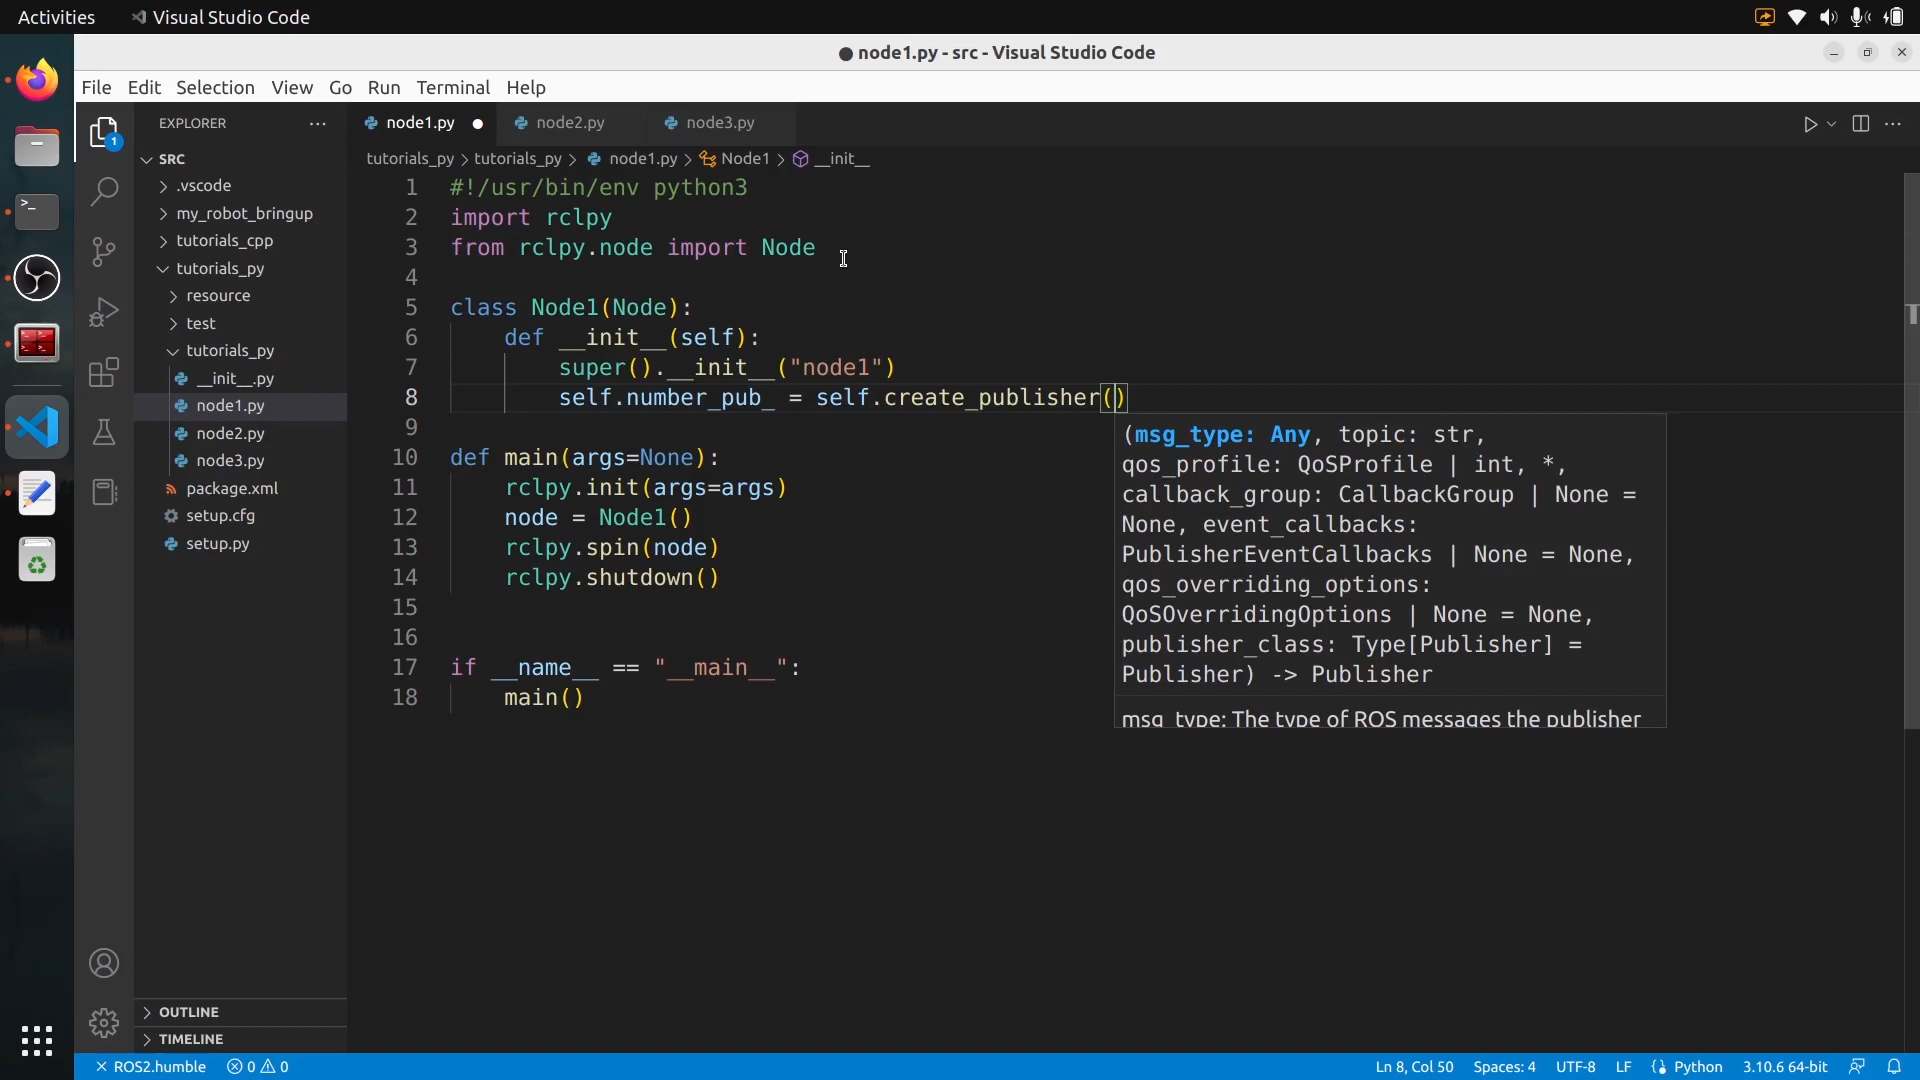 Activities
Visual Studio Code
● node1.py - src - Visual Studio Code
File Edit Selection View Go Run Terminal Help
EXPLORER
SRC
.vscode
my_robot_bringup
tutorials_cpp
tutorials_py
resource
test
tutorials_py
__init__.py
node1.py
node2.py
node3.py
package.xml
setup.cfg
setup.py
OUTLINE
TIMELINE
1
node1.py
node2.py
node3.py
tutorials_py > tutorials_py > node1.py > Node1 > __init__
1 #!/usr/bin/env python3
2 import rclpy
3 from rclpy.node import Node
4
5 class Node1(Node):
6 def __init__(self):
7 super().__init__("node1")
8 self.number_pub_ = self.create_publisher()
9
10 def main(args=None):
11 rclpy.init(args=args)
12 node = Node1()
13 rclpy.spin(node)
14 rclpy.shutdown()
15
16
17 if __name__ == "__main__":
18 main()
(msg_type: Any, topic: str,
qos_profile: QoSProfile | int, *,
callback_group: CallbackGroup | None =
None, event_callbacks:
PublisherEventCallbacks | None = None,
qos_overriding_options:
QoSOverridingOptions | None = None,
publisher_class: Type[Publisher] =
Publisher) -> Publisher
msg_type: The type of ROS messages the publisher
ROS2.humble 0 0 Ln 8, Col 50 Spaces: 4 UTF-8 LF Python 3.10.6 64-bit